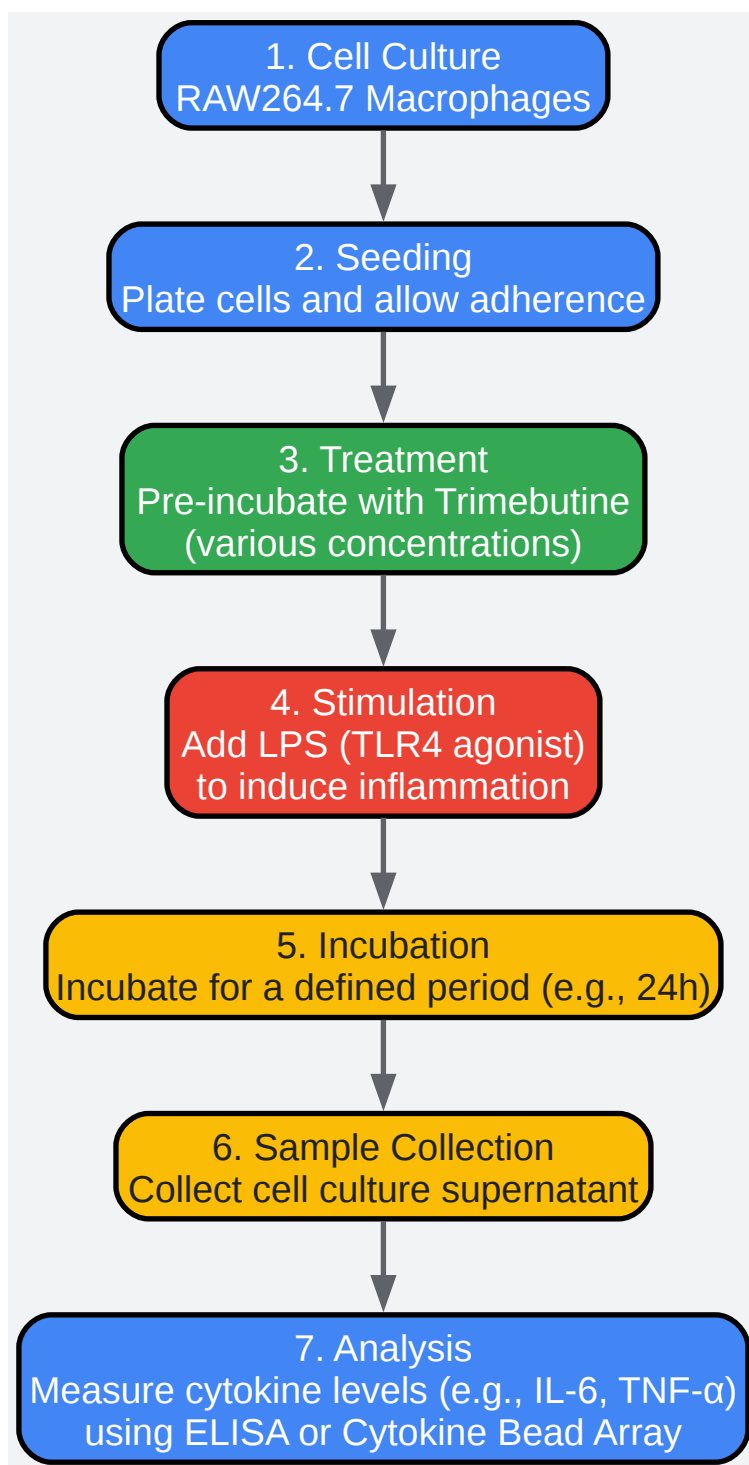 1. Cell Culture
RAW264.7 Macrophages
2. Seeding
Plate cells and allow adherence
3. Treatment
Pre-incubate with Trimebutine
(various concentrations)
4. Stimulation
Add LPS (TLR4 agonist)
to induce inflammation
5. Incubation
Incubate for a defined period (e.g., 24h)
6. Sample Collection
Collect cell culture supernatant
7. Analysis
Measure cytokine levels (e.g., IL-6, TNF-α)
using ELISA or Cytokine Bead Array